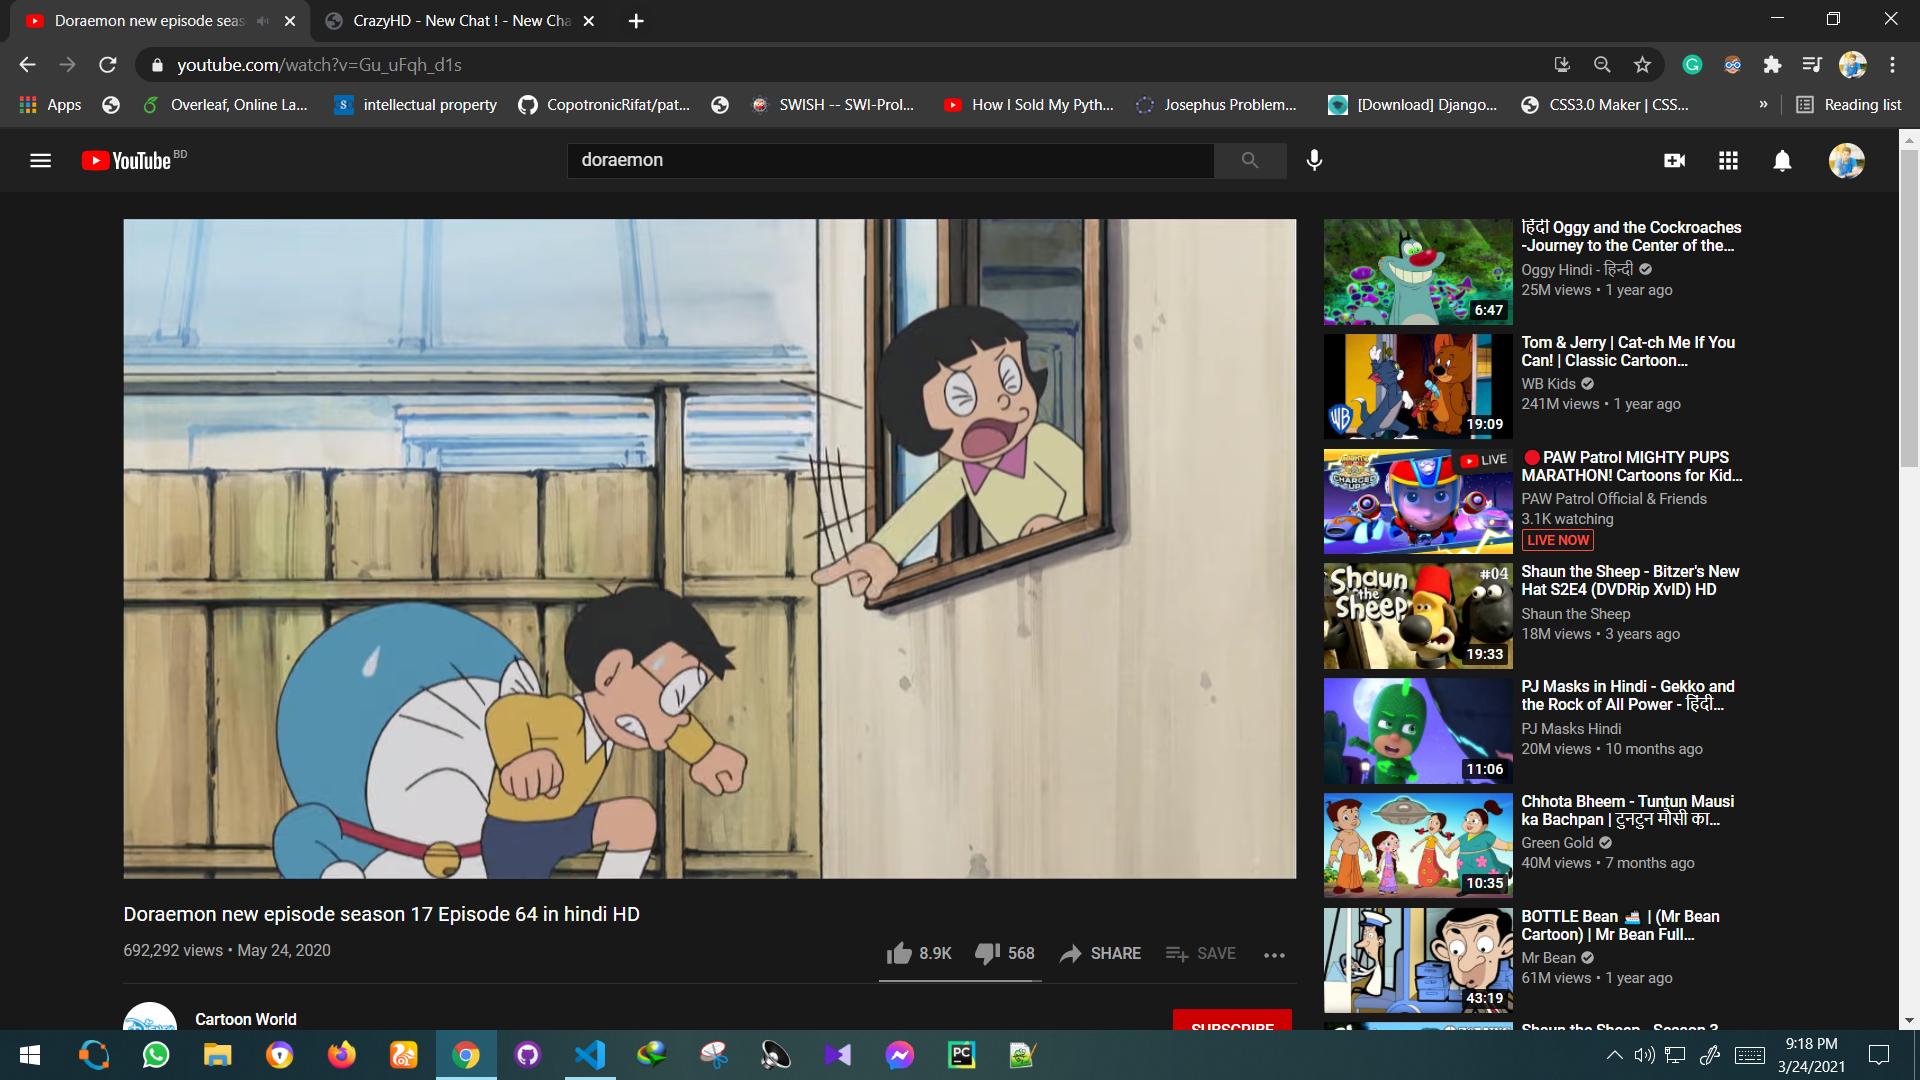 Doraemon new episode seas
CrazyHD - New Chat ! - New Cha
youtube.com/watch?v=Gu_uFqh_d1s
Apps
Overleaf, Online La...
intellectual property
CopotronicRifat/pat...
SWISH -- SWI-Prol...
How I Sold My Pyth...
Josephus Problem...
[Download] Django...
CSS3.0 Maker | CSS...
»
Reading list
YouTube BD
doraemon
हिंदी Oggy and the Cockroaches
-Journey to the Center of the...
Oggy Hindi - हिन्दी
25M views • 1 year ago
6:47
Tom & Jerry | Cat-ch Me If You
Can! | Classic Cartoon...
WB Kids
241M views • 1 year ago
WB
19:09
PAW Patrol MIGHTY PUPS
MARATHON! Cartoons for Kid...
PAW Patrol Official & Friends
3.1K watching
LIVE NOW
LIVE
CHARGED UP
Shaun the Sheep - Bitzer's New
Hat S2E4 (DVDRip XvID) HD
Shaun the Sheep
18M views • 3 years ago
Shaun the Sheep
#04
19:33
PJ Masks in Hindi - Gekko and
the Rock of All Power - हिंदी...
PJ Masks Hindi
20M views • 10 months ago
11:06
Chhota Bheem - Tuntun Mausi
ka Bachpan | टुनटुन मौसी का...
Green Gold
40M views • 7 months ago
10:35
BOTTLE Bean | (Mr Bean
Cartoon) | Mr Bean Full...
Mr Bean
61M views • 1 year ago
43:19
Shaun the Sheep - Season 3
Doraemon new episode season 17 Episode 64 in hindi HD
692,292 views • May 24, 2020
8.9K
568
SHARE
SAVE
Cartoon World
SUBSCRIBE
PC
9:18 PM
3/24/2021